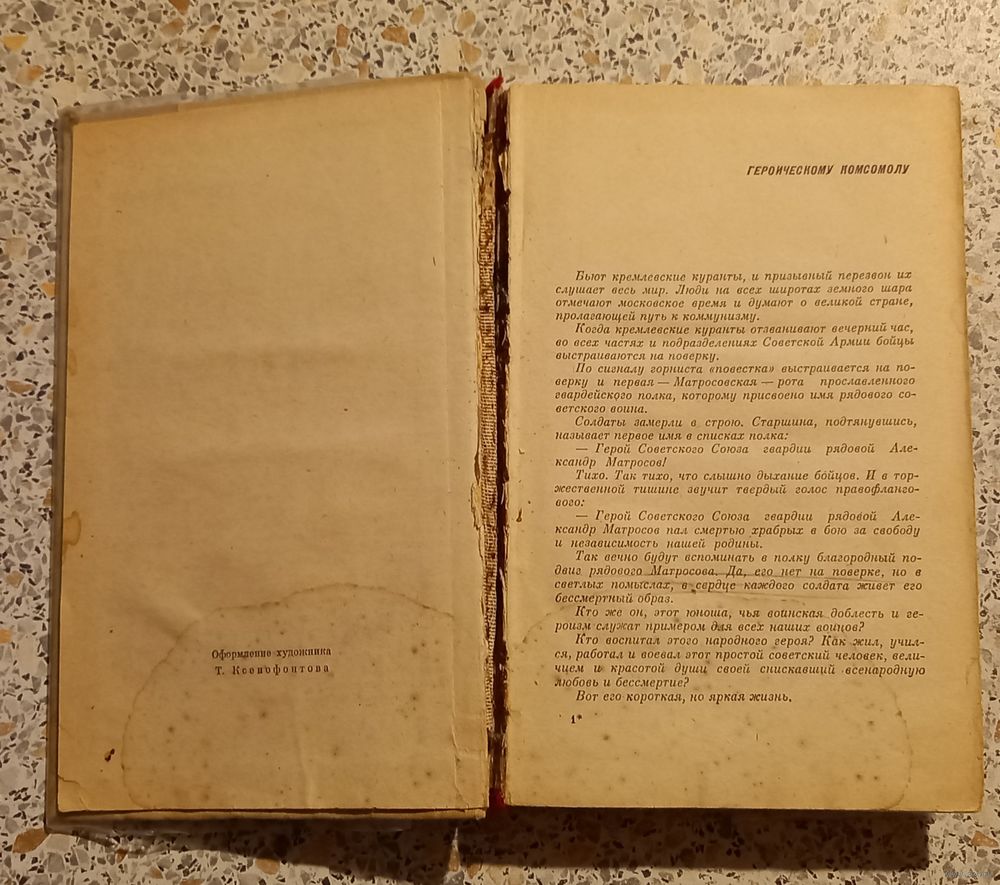 Оформление художника
Т. Ксенофонтова
ГЕРОИЧЕСКОМУ КОМСОМОЛУ
Бьют кремлевские куранты, и призывный перезвон их
слушает весь мир. Люди на всех широтах земного шара
отмечают московское время и думают о великой стране,
пролагающей путь к коммунизму.
Когда кремлевские куранты отзванивают вечерний час,
во всех частях и подразделениях Советской Армии бойцы
выстраиваются на поверку.
По сигналу горниста «повестка» выстраивается на по-
верку и первая — Матросовская — рота прославленного
гвардейского полка, которому присвоено имя рядового со-
ветского воина.
Солдаты замерли в строю. Старшина, подтянувшись,
называет первое имя в списках полка:
— Герой Советского Союза гвардии рядовой Але-
ксандр Матросов!
Тихо. Так тихо, что слышно дыхание бойцов. И в тор-
жественной тишине звучит твердый голос правофланго-
вого:
— Герой Советского Союза гвардии рядовой Але-
ксандр Матросов пал смертью храбрых в бою за свободу
и независимость нашей родины.
Так вечно будут вспоминать в полку благородный по-
двиг рядового Матросова. Да, его нет на поверке, но в
светлых помыслах, в сердце каждого солдата живет его
бессмертный образ.
Кто же он, этот юноша, чья воинская доблесть и ге-
роизм служат примером для всех наших воинов?
Кто воспитал этого народного героя? Как жил, учил-
ся, работал и воевал этот простой советский человек, вели-
чием и красотой души своей снискавший всенародную
любовь и бессмертие?
Вот его короткая, но яркая жизнь.
1*